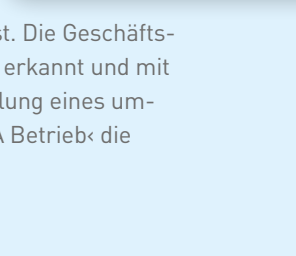 st. Die Geschäfts-
erkannt und mit
lung eines um-
A Betrieb‹ die